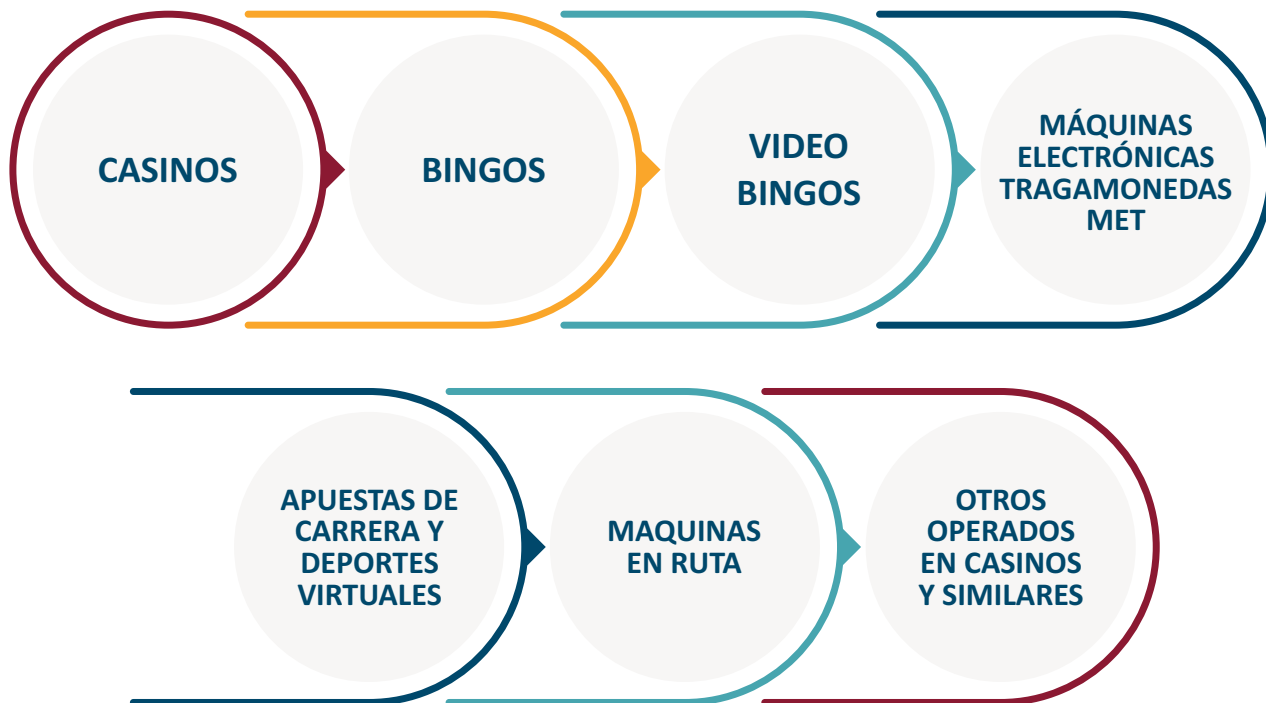 CASINOS
BINGOS
VIDEO
BINGOS
MÁQUINAS
ELECTRÓNICAS
TRAGAMONEDAS
MET
APUESTAS DE
CARRERA Y
DEPORTES
VIRTUALES
MAQUINAS
EN RUTA
OTROS
OPERADOS
EN CASINOS
Y SIMILARES